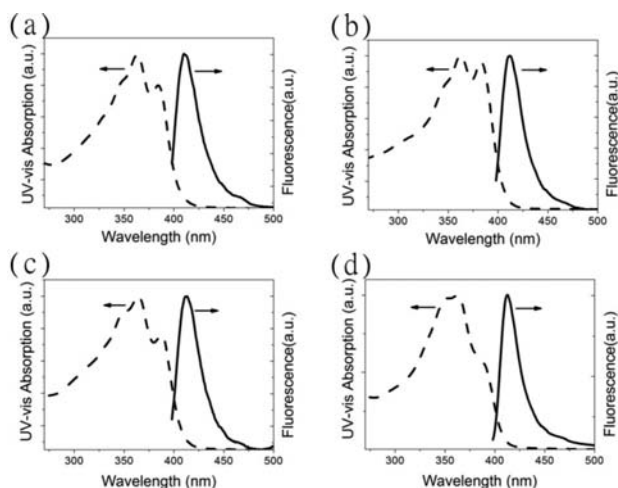 (a)
UV-vis Absorption (a.u.)
Fluorescence(a.u.)
300 350 400 450 500
Wavelength (nm)
(b)
UV-vis Absorption (a.u.)
Fluorescence(a.u.)
300 350 400 450 500
Wavelength (nm)
(c)
UV-vis Absorption (a.u.)
Fluorescence(a.u.)
300 350 400 450 500
Wavelength (nm)
(d)
UV-vis Absorption (a.u.)
Fluorescence(a.u.)
300 350 400 450 500
Wavelength (nm)